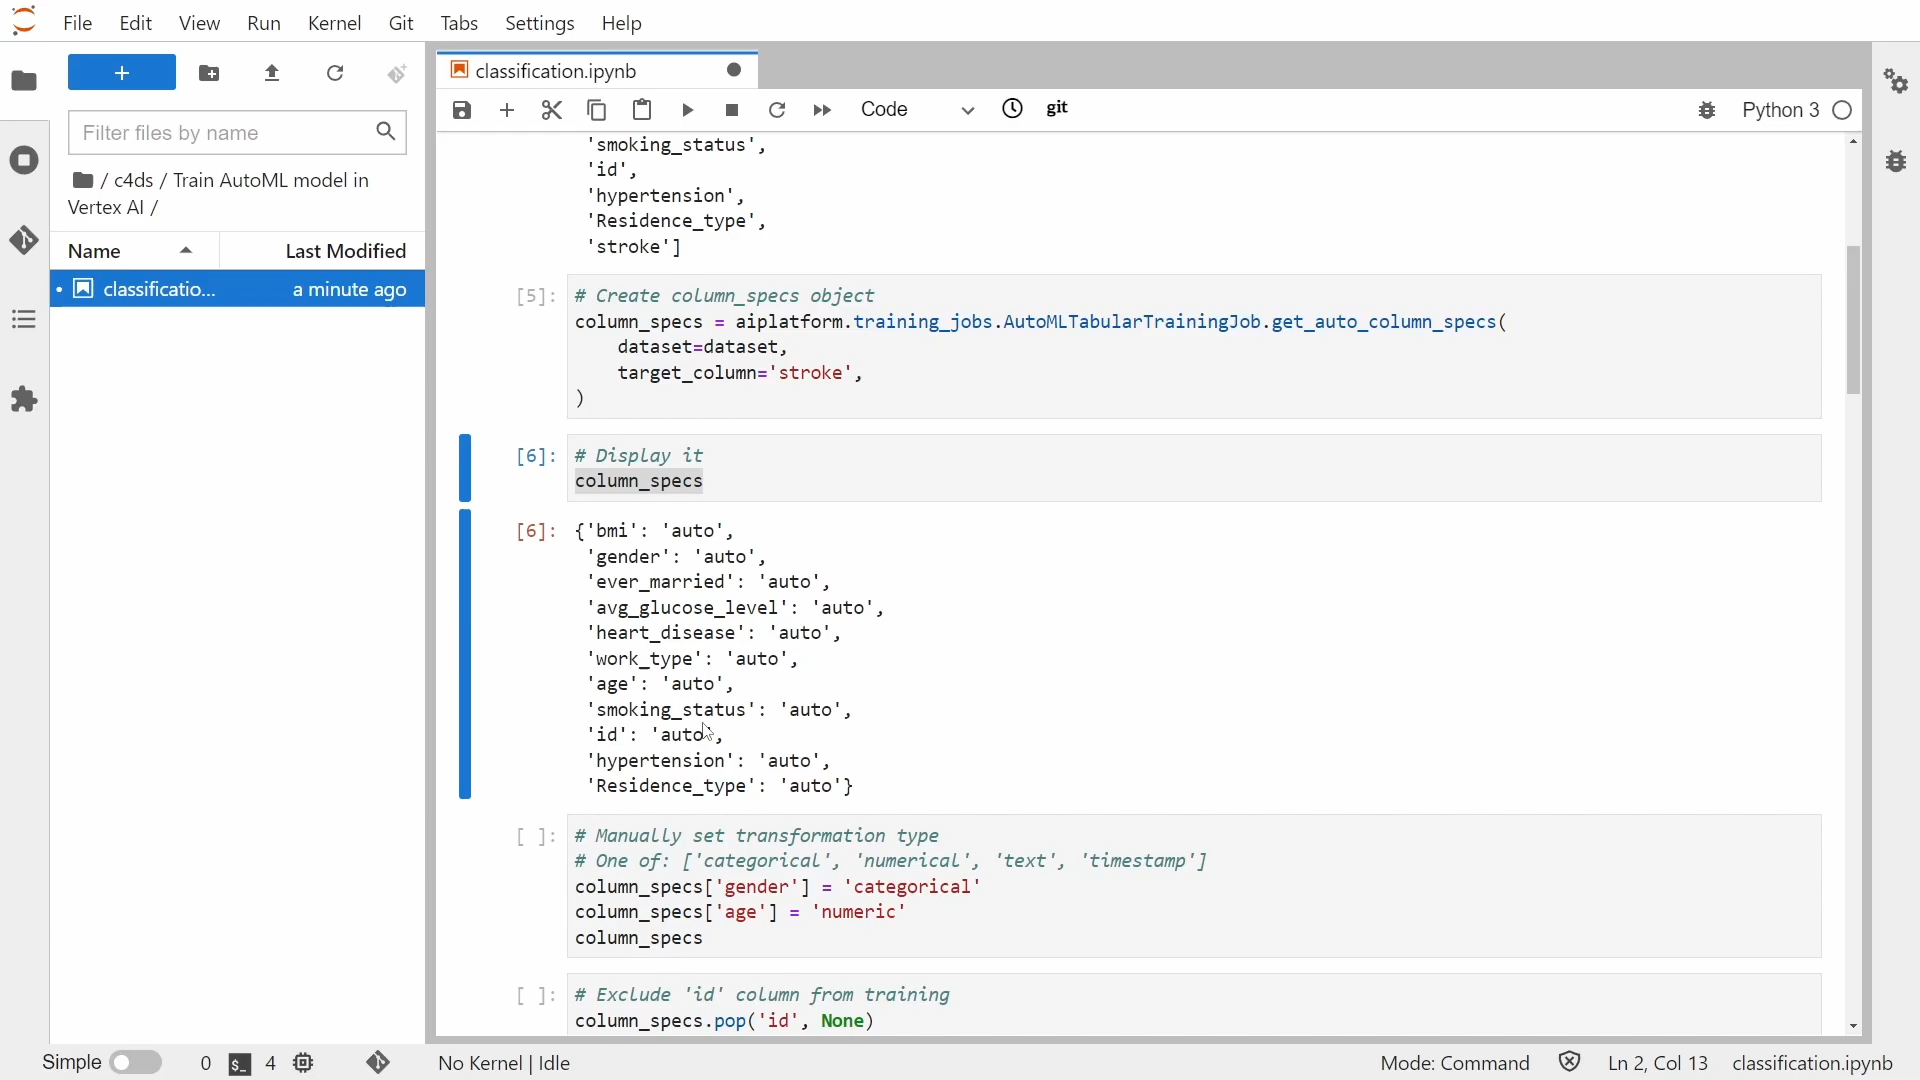 File Edit View Run Kernel Git Tabs Settings Help
+
Filter files by name
/ c4ds / Train AutoML model in
Vertex AI /
Name Last Modified
classificatio... a minute ago
classification.ipynb
Code
git
Python 3
'smoking_status',
'id',
'hypertension',
'Residence_type',
'stroke']
[5]: # Create column_specs object
column_specs = aiplatform.training_jobs.AutoMLTabularTrainingJob.get_auto_column_specs(
dataset=dataset,
target_column='stroke',
)
[6]: # Display it
column_specs
[6]: {'bmi': 'auto',
'gender': 'auto',
'ever_married': 'auto',
'avg_glucose_level': 'auto',
'heart_disease': 'auto',
'work_type': 'auto',
'age': 'auto',
'smoking_status': 'auto',
'id': 'auto',
'hypertension': 'auto',
'Residence_type': 'auto'}
[ ]: # Manually set transformation type
# One of: ['categorical', 'numerical', 'text', 'timestamp']
column_specs['gender'] = 'categorical'
column_specs['age'] = 'numeric'
column_specs
[ ]: # Exclude 'id' column from training
column_specs.pop('id', None)
Simple 0 $_ 4 No Kernel | Idle Mode: Command Ln 2, Col 13 classification.ipynb